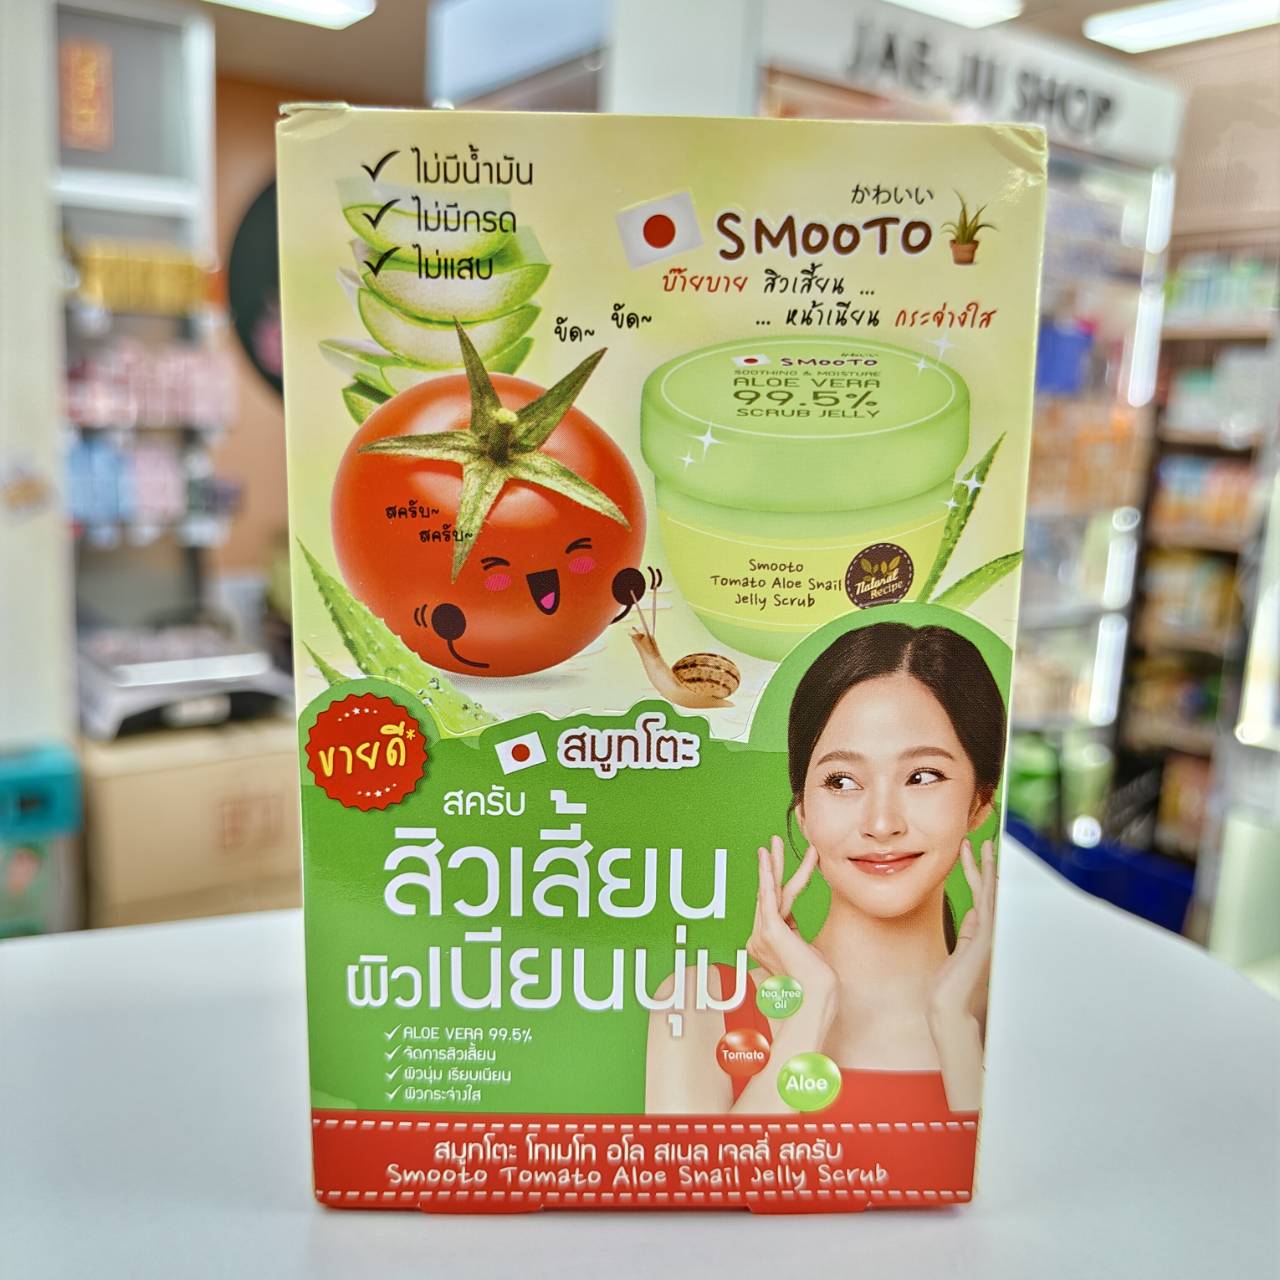 JAE-JII SHOP
ไม่มีน้ำมัน
ไม่มีกรด
ไม่แสบ
かわいい
SMOOTO
บ๊ายบาย สิวเสี้ยน ...
... หน้าเนียน กระจ่างใส
ขัด~ ขัด~
かわいい
SMOOTO
SOOTHING & MOISTURE
ALOE VERA
99.5%
SCRUB JELLY
สครับ~
สครับ~
Smooto
Tomato Aloe Snail
Jelly Scrub
Natural
Recipe
ขายดี*
สมูทโตะ
สครับ
สิวเสี้ยน
ผิวเนียนนุ่ม
ALOE VERA 99.5%
จัดการสิวเสี้ยน
ผิวนุ่ม เรียบเนียน
ผิวกระจ่างใส
tea tree
oil
Tomato
Aloe
สมูทโตะ โทเมโท อโล สเนล เจลลี่ สครับ
Smooto Tomato Aloe Snail Jelly Scrub